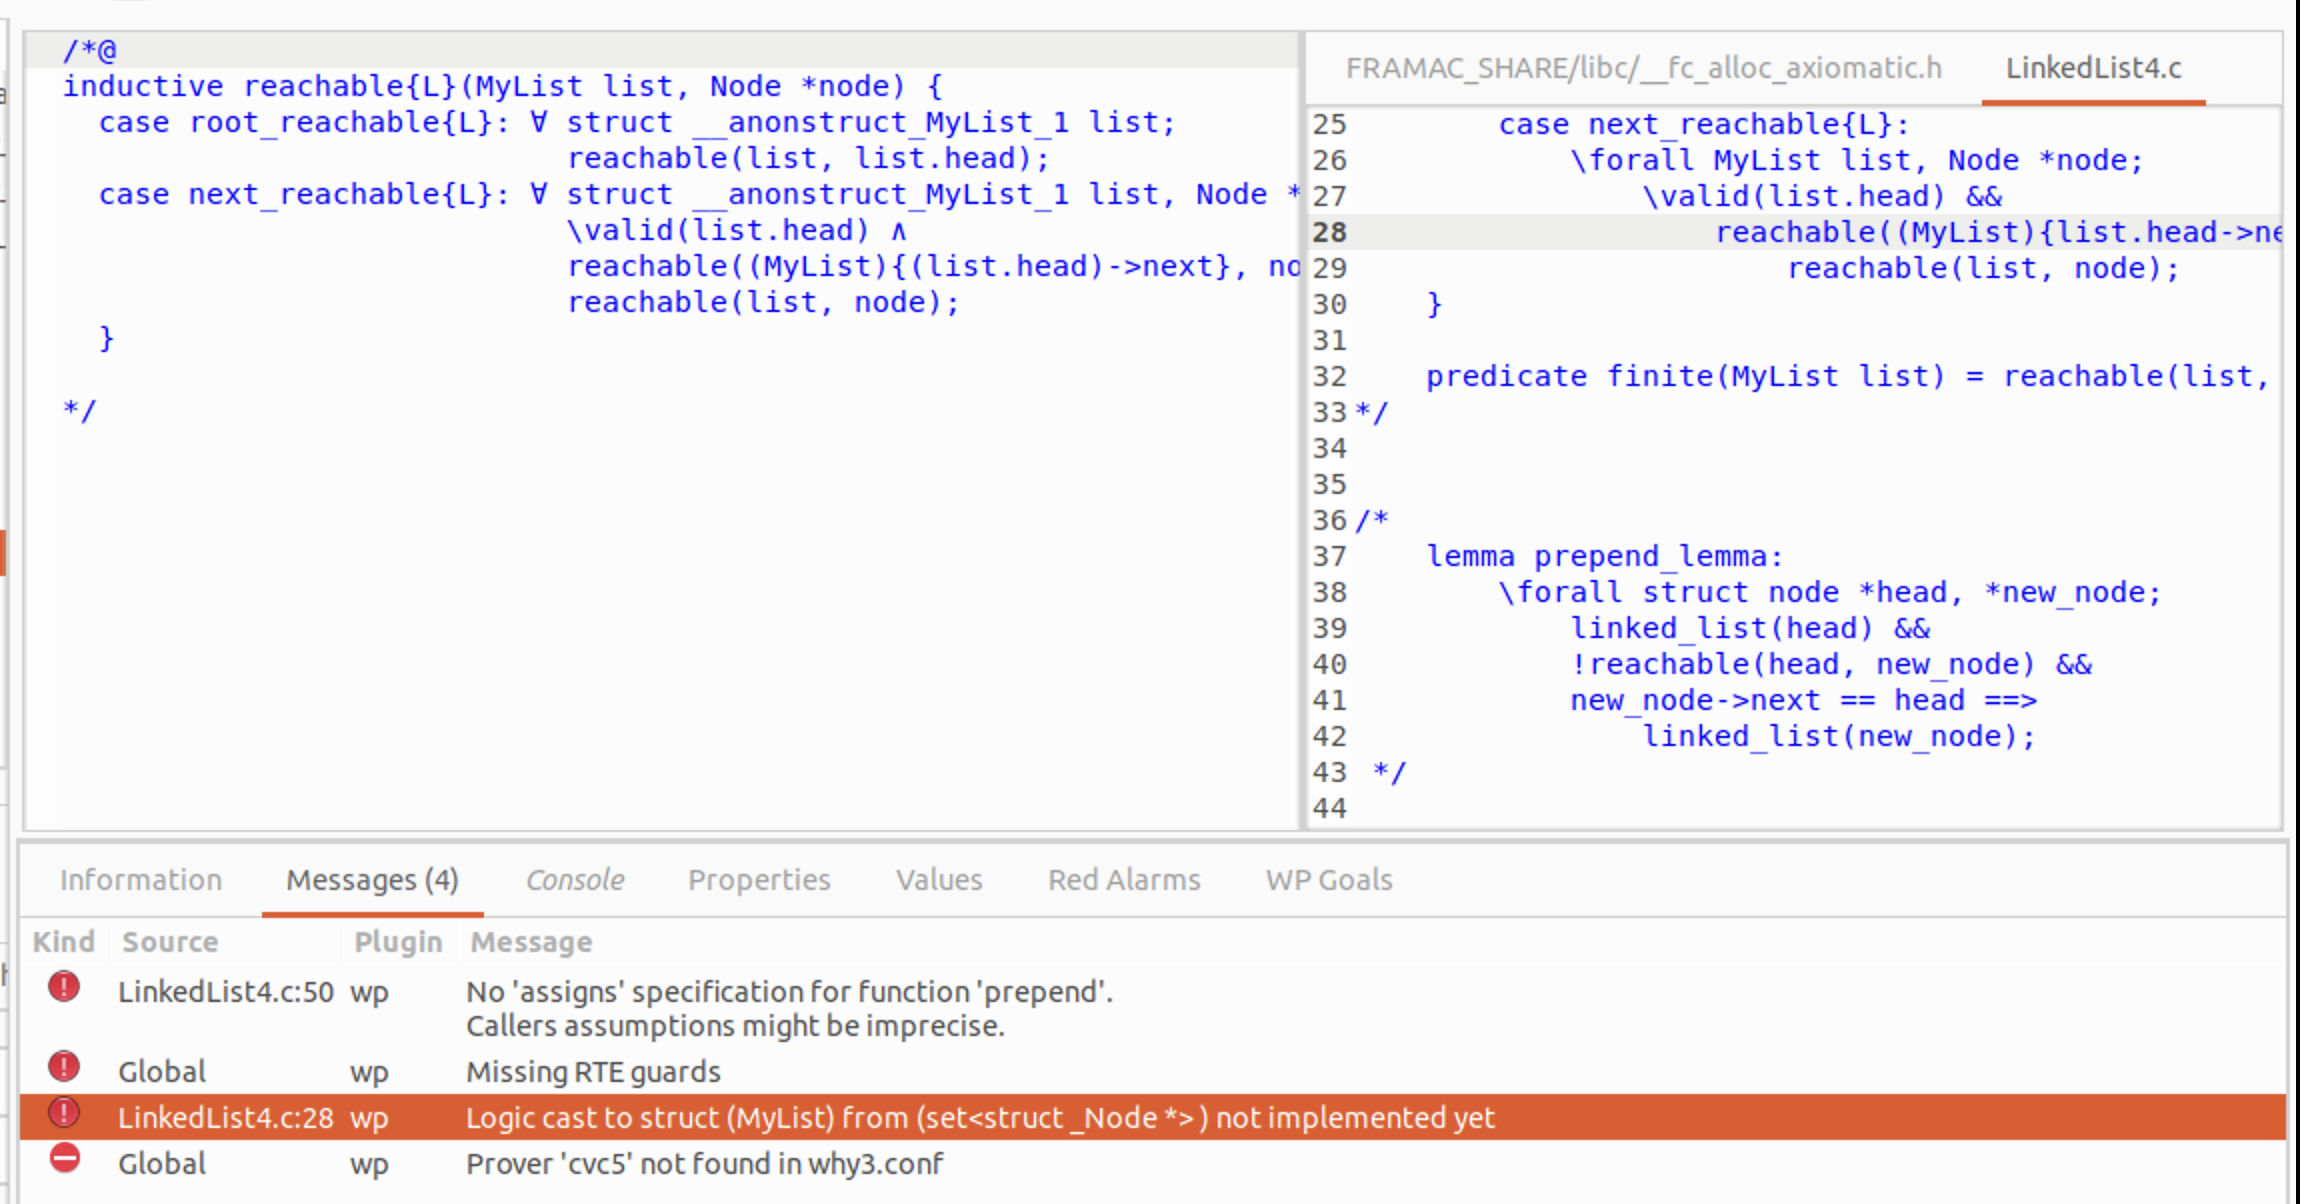 /*@
inductive reachable{L}(MyList list, Node *node) {
case root_reachable{L}: ∀ struct __anonstruct_MyList_1 list;
reachable(list, list.head);
case next_reachable{L}: ∀ struct __anonstruct_MyList_1 list, Node *
\valid(list.head) ∧
reachable((MyList){(list.head)->next}, no
reachable(list, node);
}
*/
FRAMAC_SHARE/libc/__fc_alloc_axiomatic.h
LinkedList4.c
25 case next_reachable{L}:
26 \forall MyList list, Node *node;
27 \valid(list.head) &&
28 reachable((MyList){list.head->ne
29 reachable(list, node);
30 }
31
32 predicate finite(MyList list) = reachable(list,
33 */
34
35
36 /*
37 lemma prepend_lemma:
38 \forall struct node *head, *new_node;
39 linked_list(head) &&
40 !reachable(head, new_node) &&
41 new_node->next == head ==>
42 linked_list(new_node);
43 */
44
Information Messages (4) Console Properties Values Red Alarms WP Goals
Kind Source Plugin Message
LinkedList4.c:50 wp No 'assigns' specification for function 'prepend'.
Callers assumptions might be imprecise.
Global wp Missing RTE guards
LinkedList4.c:28 wp Logic cast to struct (MyList) from (set<struct _Node *>) not implemented yet
Global wp Prover 'cvc5' not found in why3.conf